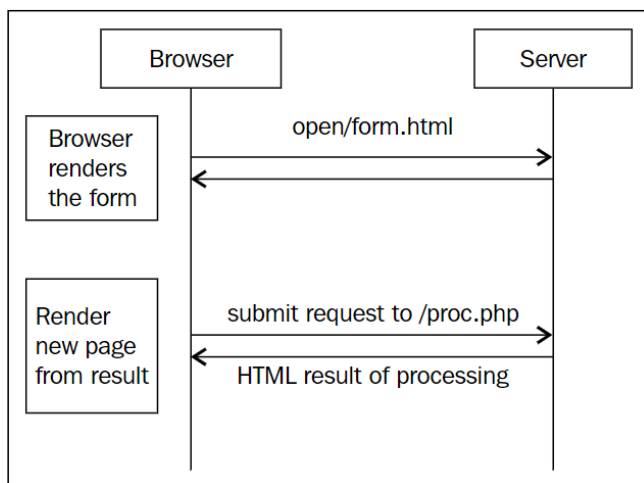 Browser
Server
open/form.html
Browser
renders
the form
submit request to /proc.php
Render
new page
from result
HTML result of processing